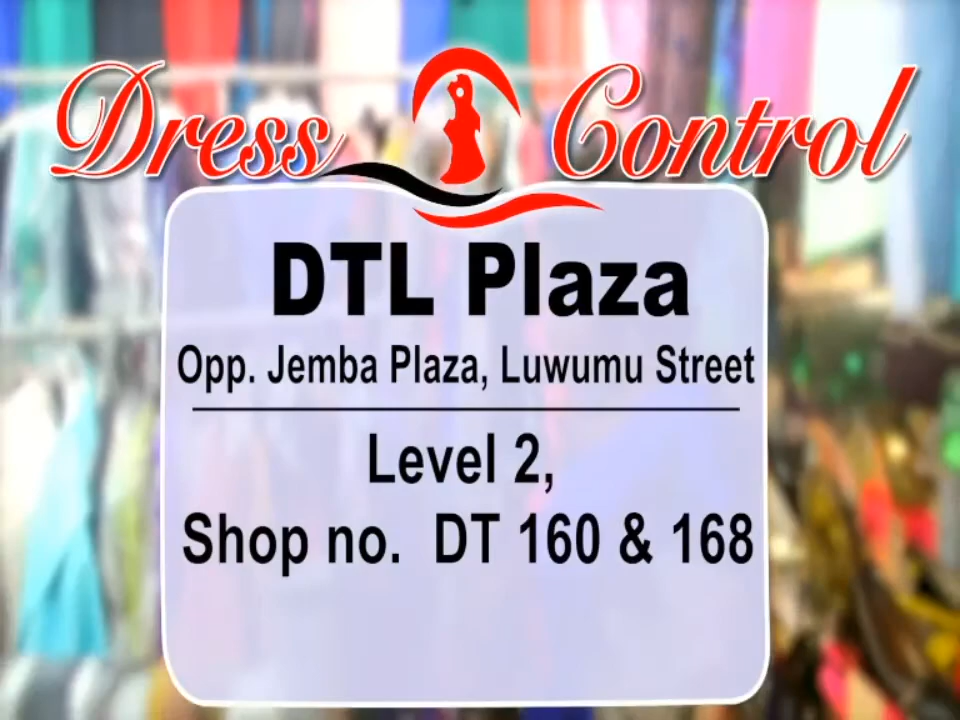 Dress Control
DTL Plaza
Opp. Jemba Plaza, Luwumu Street
Level 2,
Shop no. DT 160 & 168